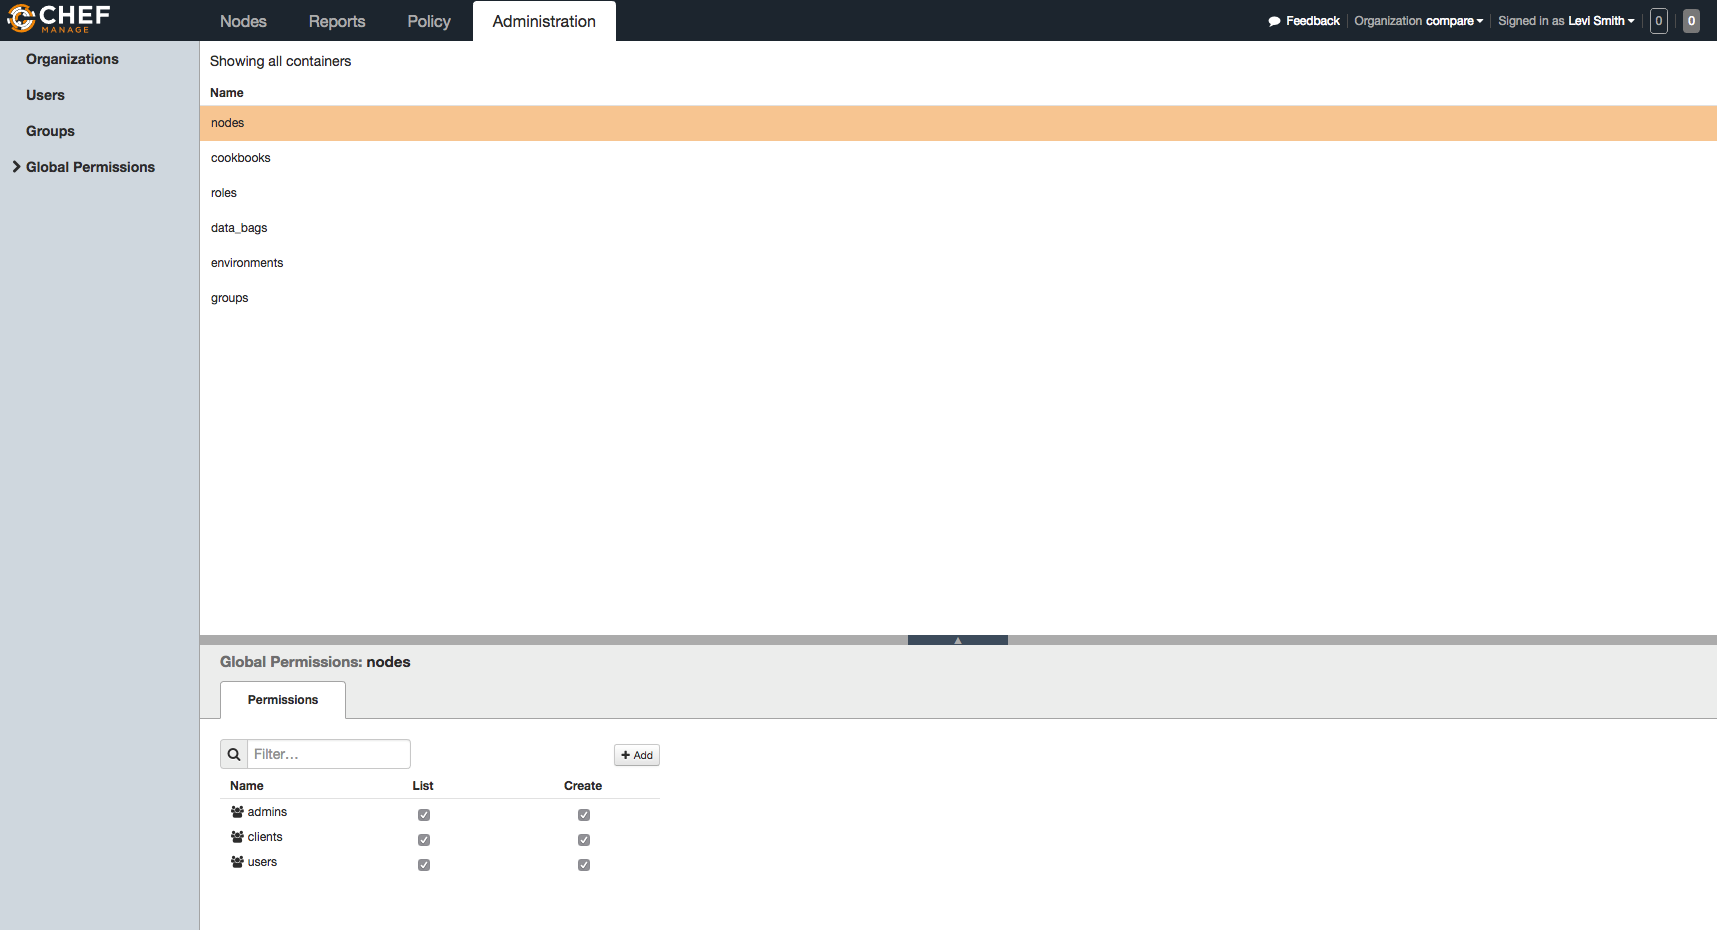 CHEF
MANAGE
Nodes Reports Policy Administration Feedback Organization compare Signed in as Levi Smith 0 0
Organizations
Users
Groups
Global Permissions
Showing all containers
Name
nodes
cookbooks
roles
data_bags
environments
groups
Global Permissions: nodes
Permissions
Filter... + Add
Name List Create
admins
clients
users